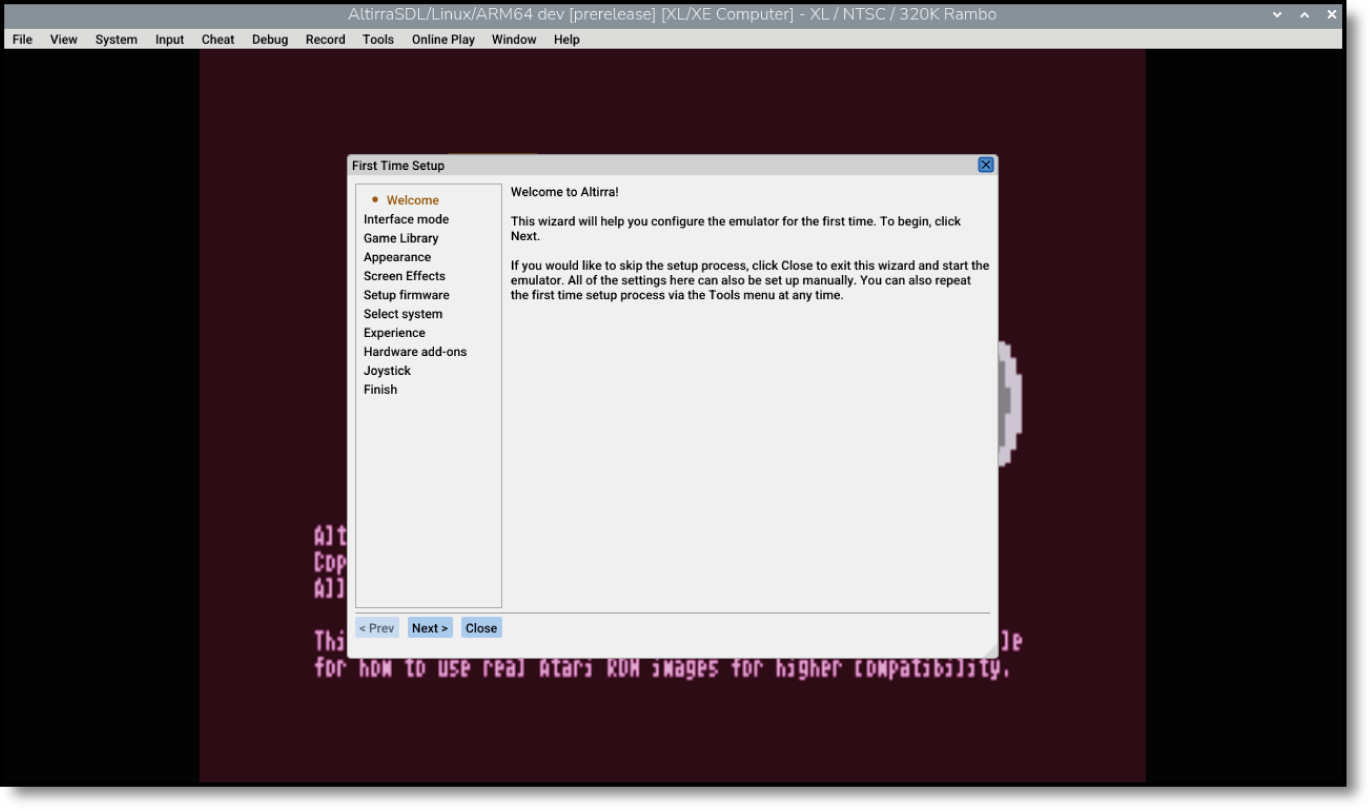 AltirraSDL/Linux/ARM64 dev [prerelease] [XL/XE Computer] - XL / NTSC / 320K Rambo
File View System Input Cheat Debug Record Tools Online Play Window Help
First Time Setup
Welcome
Interface mode
Game Library
Appearance
Screen Effects
Setup firmware
Select system
Experience
Hardware add-ons
Joystick
Finish
Welcome to Altirra!
This wizard will help you configure the emulator for the first time. To begin, click
Next.
If you would like to skip the setup process, click Close to exit this wizard and start the
emulator. All of the settings here can also be set up manually. You can also repeat
the first time setup process via the Tools menu at any time.
< Prev Next > Close
Alt
Cop
All
Thi le
for how to use real Atari ROM images for higher compatibility.